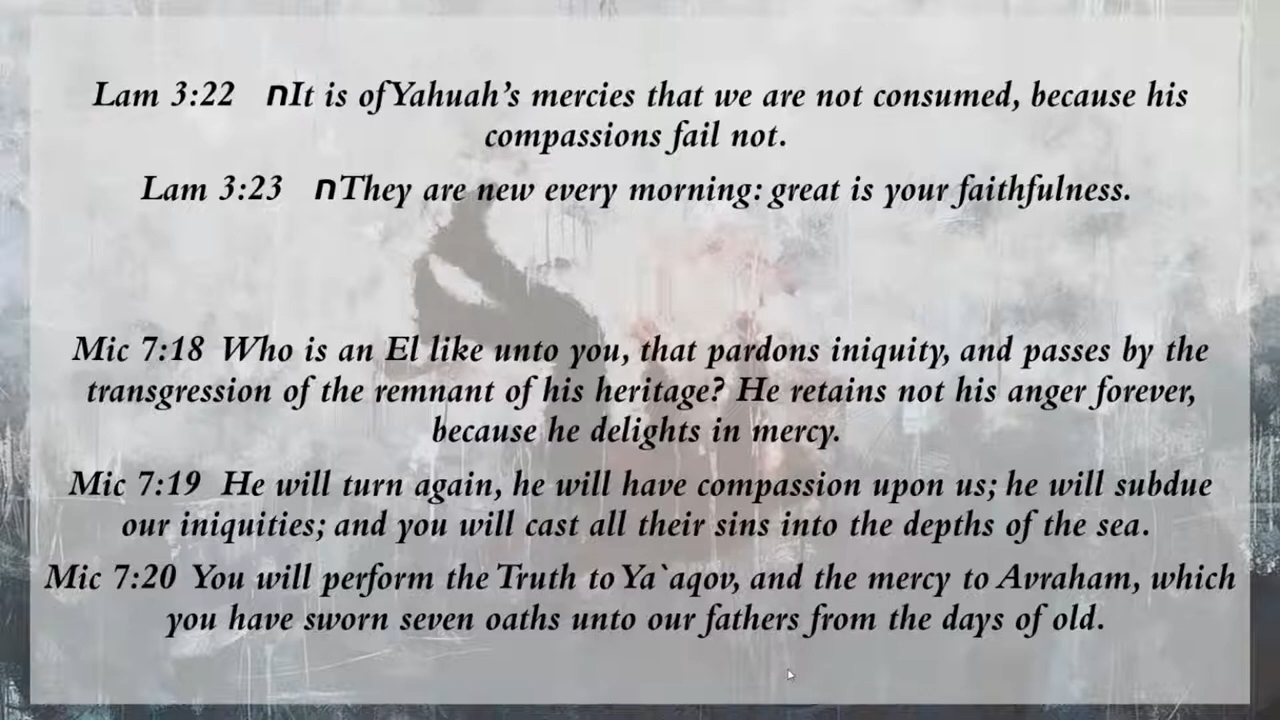 Lam 3:22 חIt is of Yahuah's mercies that we are not consumed, because his
compassions fail not.
Lam 3:23 חThey are new every morning: great is your faithfulness.
Mic 7:18 Who is an El like unto you, that pardons iniquity, and passes by the
transgression of the remnant of his heritage? He retains not his anger forever,
because he delights in mercy.
Mic 7:19 He will turn again, he will have compassion upon us; he will subdue
our iniquities; and you will cast all their sins into the depths of the sea.
Mic 7:20 You will perform the Truth to Ya`aqov, and the mercy to Avraham, which
you have sworn seven oaths unto our fathers from the days of old.